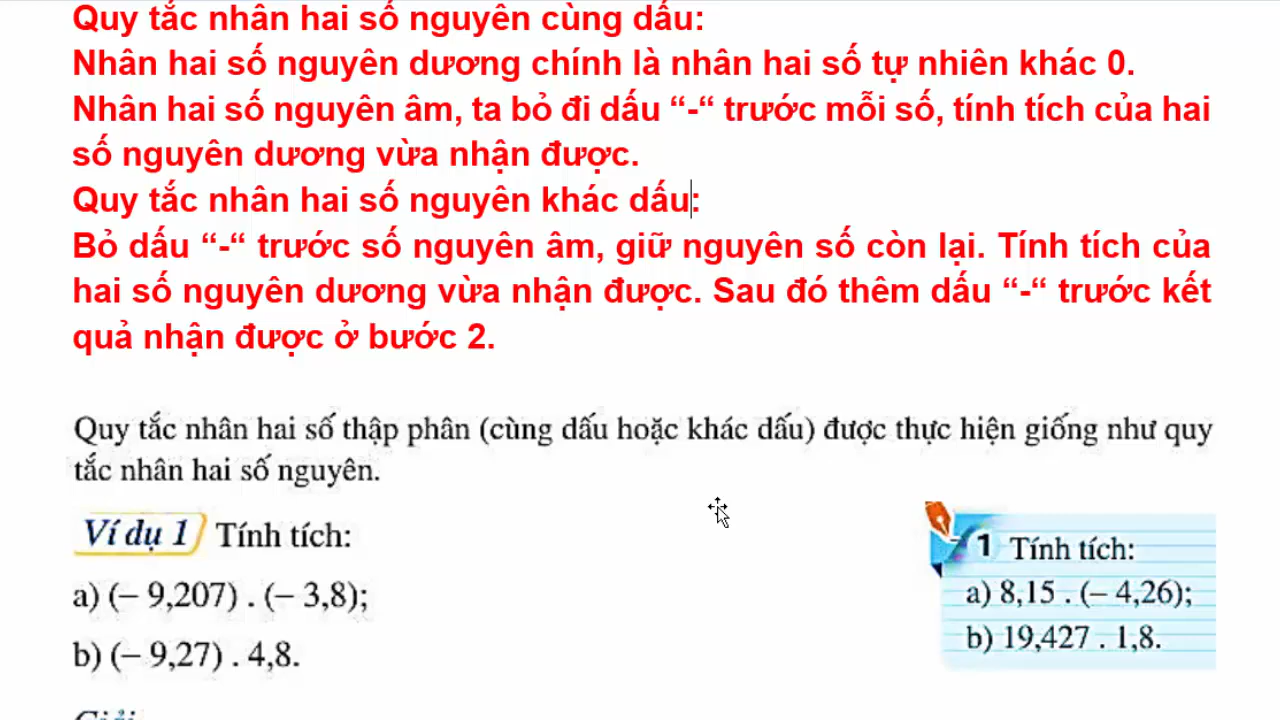 Quy tắc nhân hai số nguyên cùng dấu:
Nhân hai số nguyên dương chính là nhân hai số tự nhiên khác 0.
Nhân hai số nguyên âm, ta bỏ đi dấu “-“ trước mỗi số, tính tích của hai
số nguyên dương vừa nhận được.
Quy tắc nhân hai số nguyên khác dấu:
Bỏ dấu “-“ trước số nguyên âm, giữ nguyên số còn lại. Tính tích của
hai số nguyên dương vừa nhận được. Sau đó thêm dấu “-“ trước kết
quả nhận được ở bước 2.
Quy tắc nhân hai số thập phân (cùng dấu hoặc khác dấu) được thực hiện giống như quy
tắc nhân hai số nguyên.
Ví dụ 1 Tính tích:
a) (– 9,207) . (– 3,8);
b) (– 9,27) . 4,8.
1 Tính tích:
a) 8,15 . (– 4,26);
b) 19,427 . 1,8.